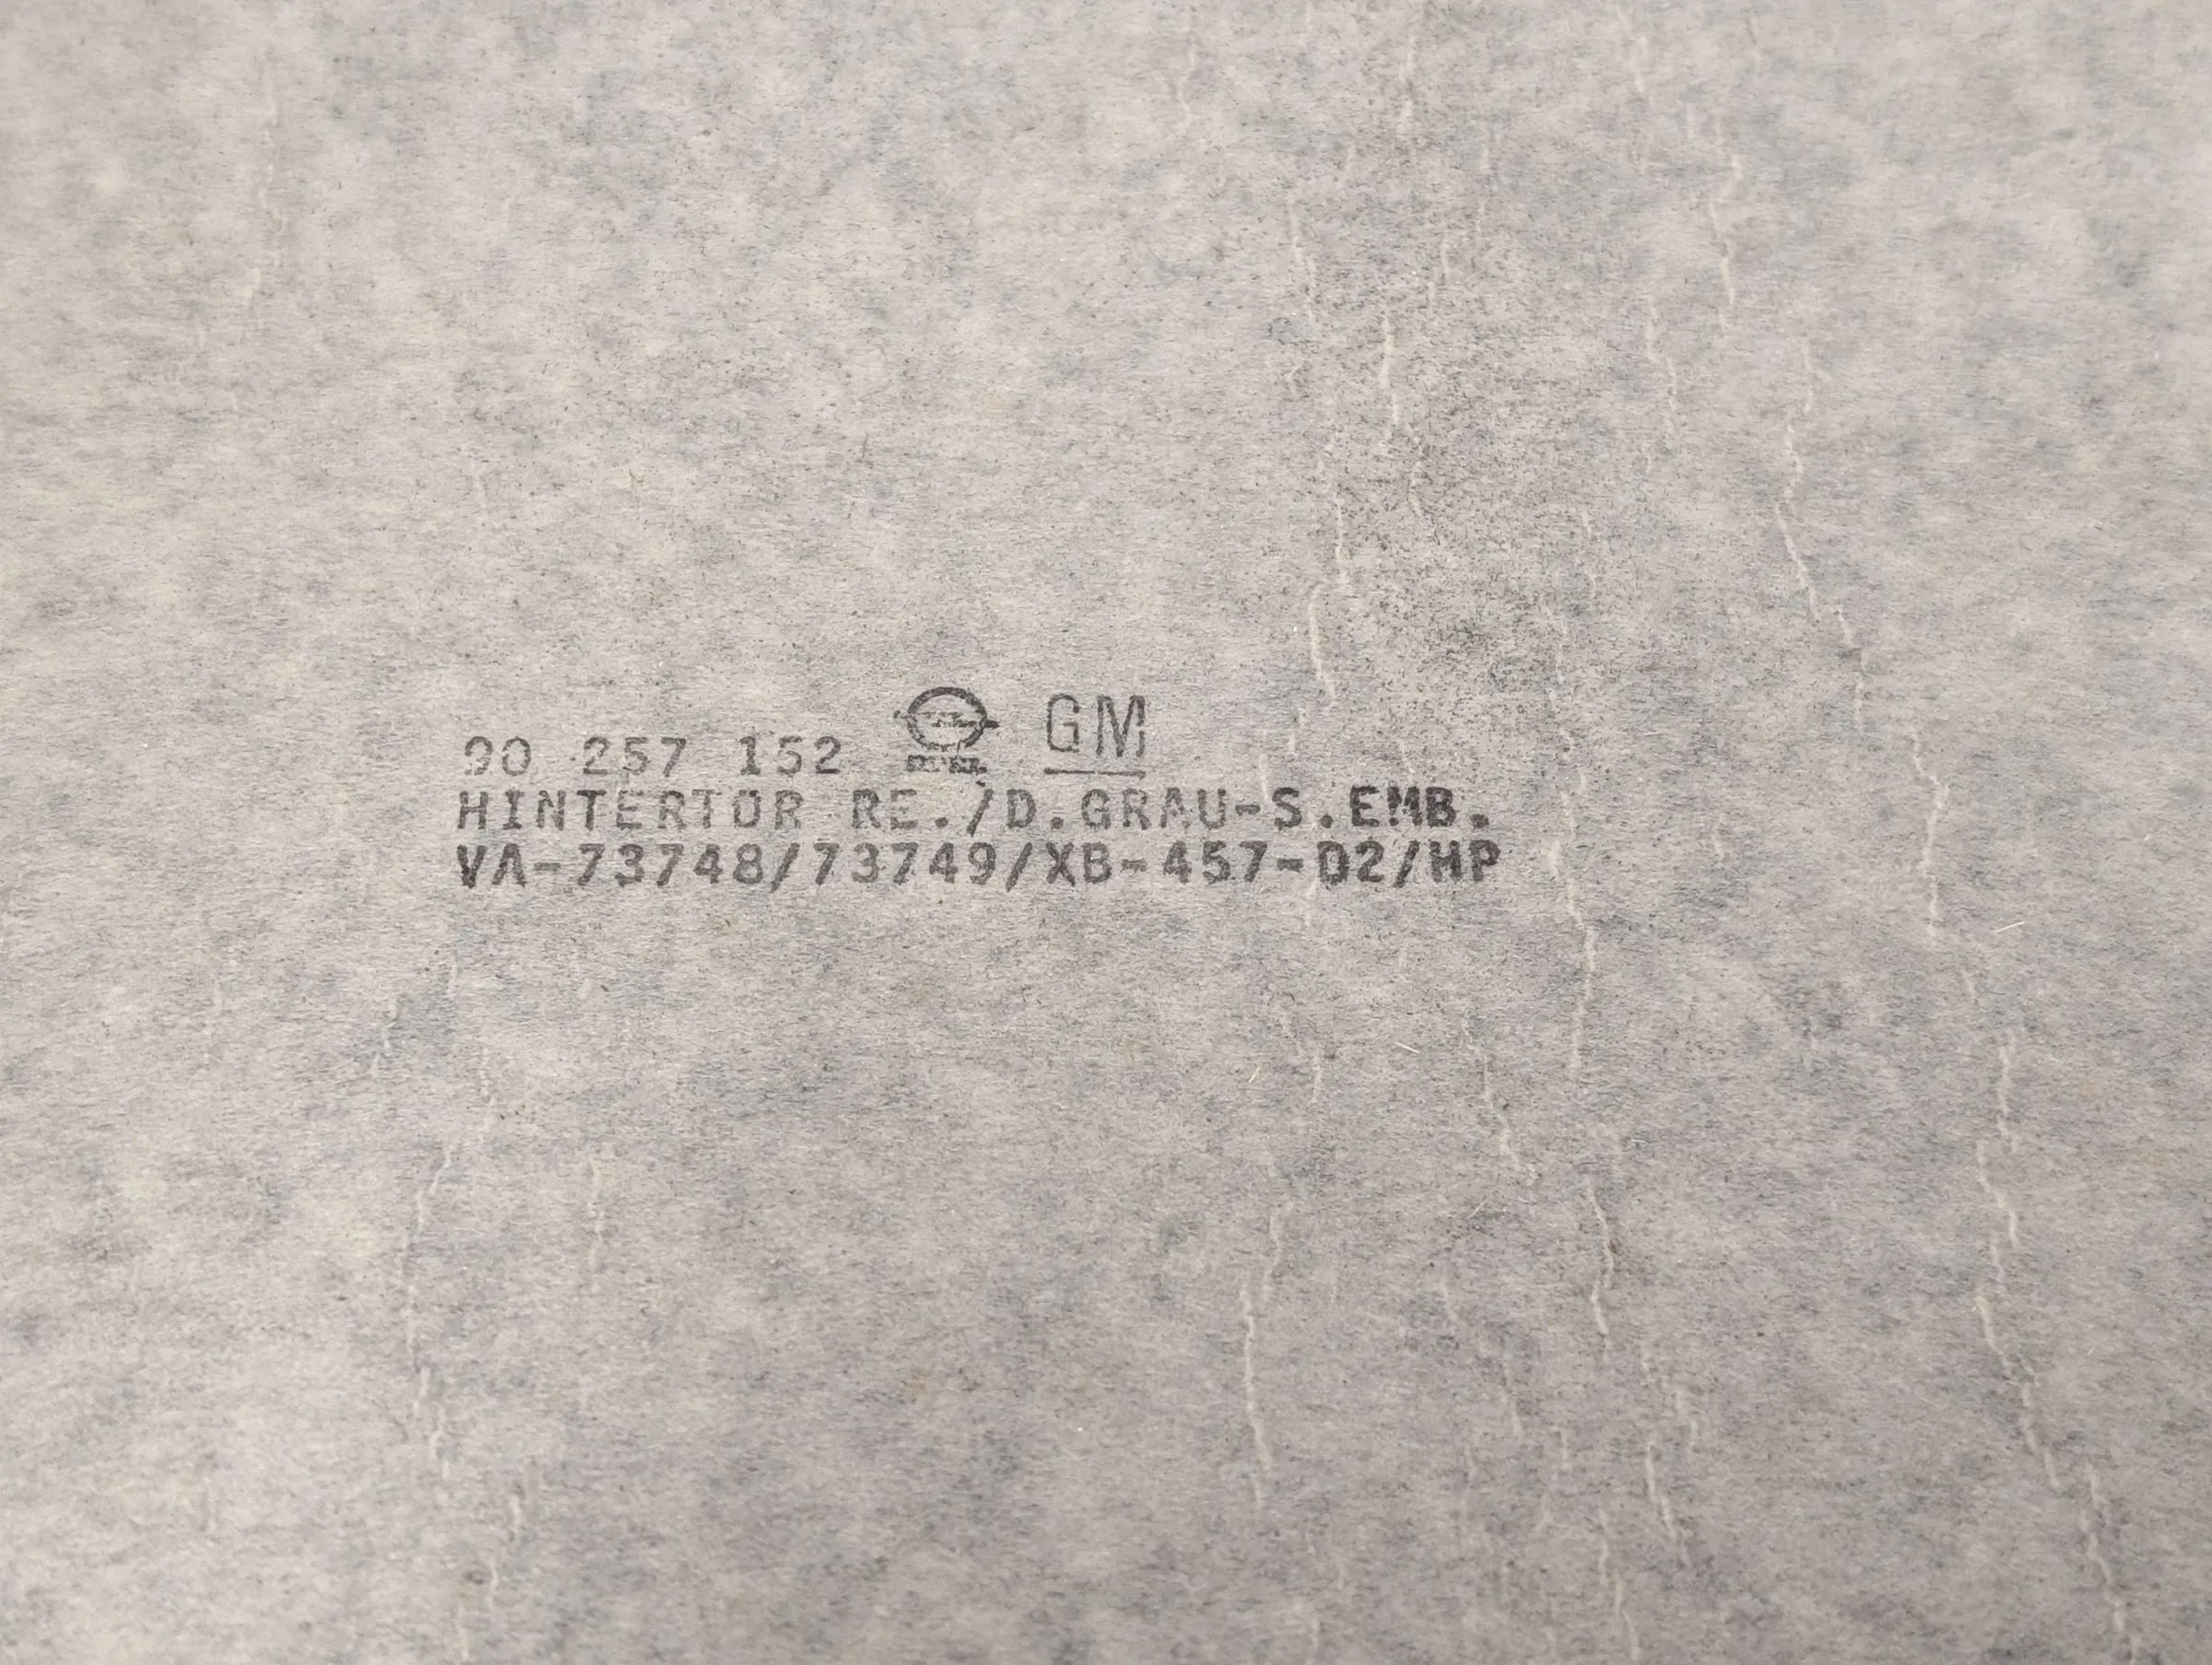 90 257 152 GM
HINTERTOR RE./D.GRAU-S.EMB.
VA-73748/73749/XB-457-D2/HP